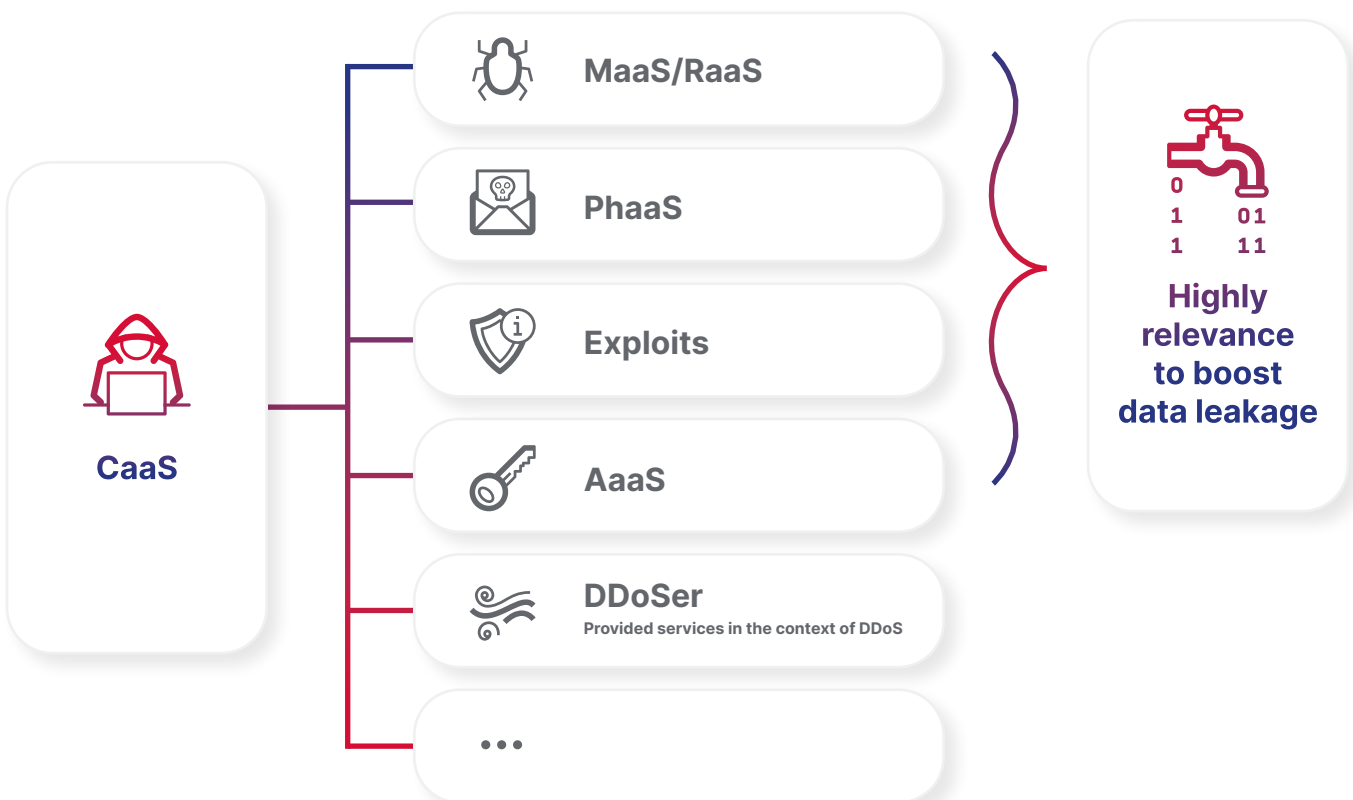 CaaS
MaaS/RaaS
PhaaS
Exploits
i
AaaS
DDoSer
Provided services in the context of DDoS
...
0
1 01
1 11
Highly
relevance
to boost
data leakage